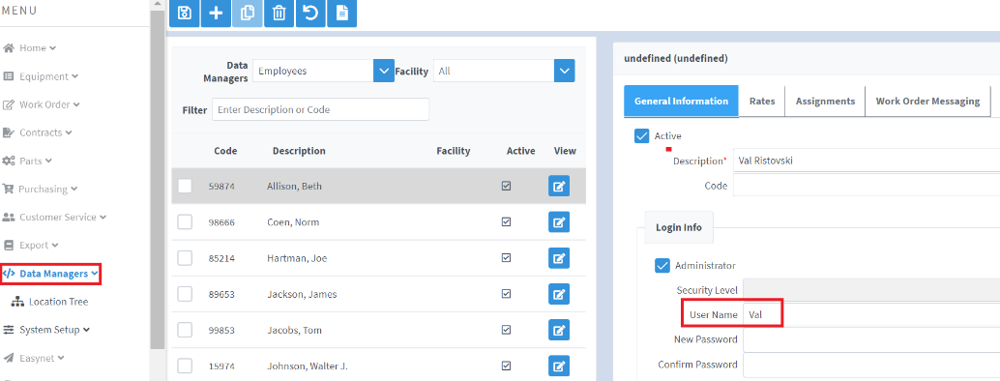 MENU
Home
Equipment
Work Order
Contracts
Parts
Purchasing
Customer Service
Export
Data Managers
Location Tree
System Setup
Easynet
Data Managers Employees Facility All
Filter Enter Description or Code
Code Description Facility Active View
59874 Allison, Beth
98666 Coen, Norm
85214 Hartman, Joe
89653 Jackson, James
99853 Jacobs, Tom
15974 Johnson, Walter J.
undefined (undefined)
General Information Rates Assignments Work Order Messaging
Active
Description* Val Ristovski
Code
Login Info
Administrator
Security Level
User Name Val
New Password
Confirm Password